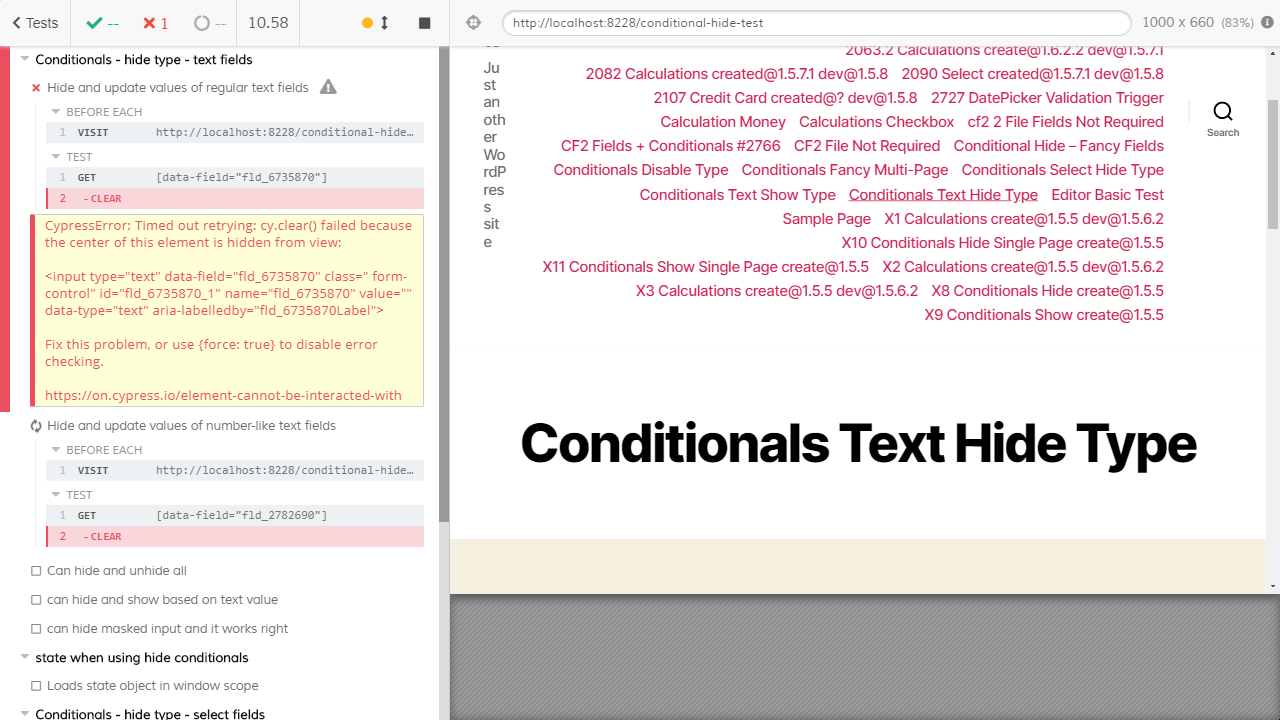 Tests
--
1
--
10.58
http://localhost:8228/conditional-hide-test
1000 x 660 (83%)
Conditionals - hide type - text fields
Hide and update values of regular text fields
BEFORE EACH
1 VISIT http://localhost:8228/conditional-hide…
TEST
1 GET [data-field="fld_6735870"]
2 - CLEAR
CypressError: Timed out retrying: cy.clear() failed because
the center of this element is hidden from view:
<input type="text" data-field="fld_6735870" class=" form-
control" id="fld_6735870_1" name="fld_6735870" value=""
data-type="text" aria-labelledby="fld_6735870Label">
Fix this problem, or use {force: true} to disable error
checking.
https://on.cypress.io/element-cannot-be-interacted-with
Hide and update values of number-like text fields
BEFORE EACH
1 VISIT http://localhost:8228/conditional-hide…
TEST
1 GET [data-field="fld_2782690"]
2 - CLEAR
Can hide and unhide all
can hide and show based on text value
can hide masked input and it works right
state when using hide conditionals
Loads state object in window scope
Conditionals - hide type - select fields
Ju
st
an
oth
er
Wo
rdP
res
s
sit
e
2063.2 Calculations create@1.6.2.2 dev@1.5.7.1
2082 Calculations created@1.5.7.1 dev@1.5.8 2090 Select created@1.5.7.1 dev@1.5.8
2107 Credit Card created@? dev@1.5.8 2727 DatePicker Validation Trigger
Calculation Money Calculations Checkbox cf2 2 File Fields Not Required
CF2 Fields + Conditionals #2766 CF2 File Not Required Conditional Hide – Fancy Fields
Conditionals Disable Type Conditionals Fancy Multi-Page Conditionals Select Hide Type
Conditionals Text Show Type Conditionals Text Hide Type Editor Basic Test
Sample Page X1 Calculations create@1.5.5 dev@1.5.6.2
X10 Conditionals Hide Single Page create@1.5.5
X11 Conditionals Show Single Page create@1.5.5 X2 Calculations create@1.5.5 dev@1.5.6.2
X3 Calculations create@1.5.5 dev@1.5.6.2 X8 Conditionals Hide create@1.5.5
X9 Conditionals Show create@1.5.5
Search
Conditionals Text Hide Type